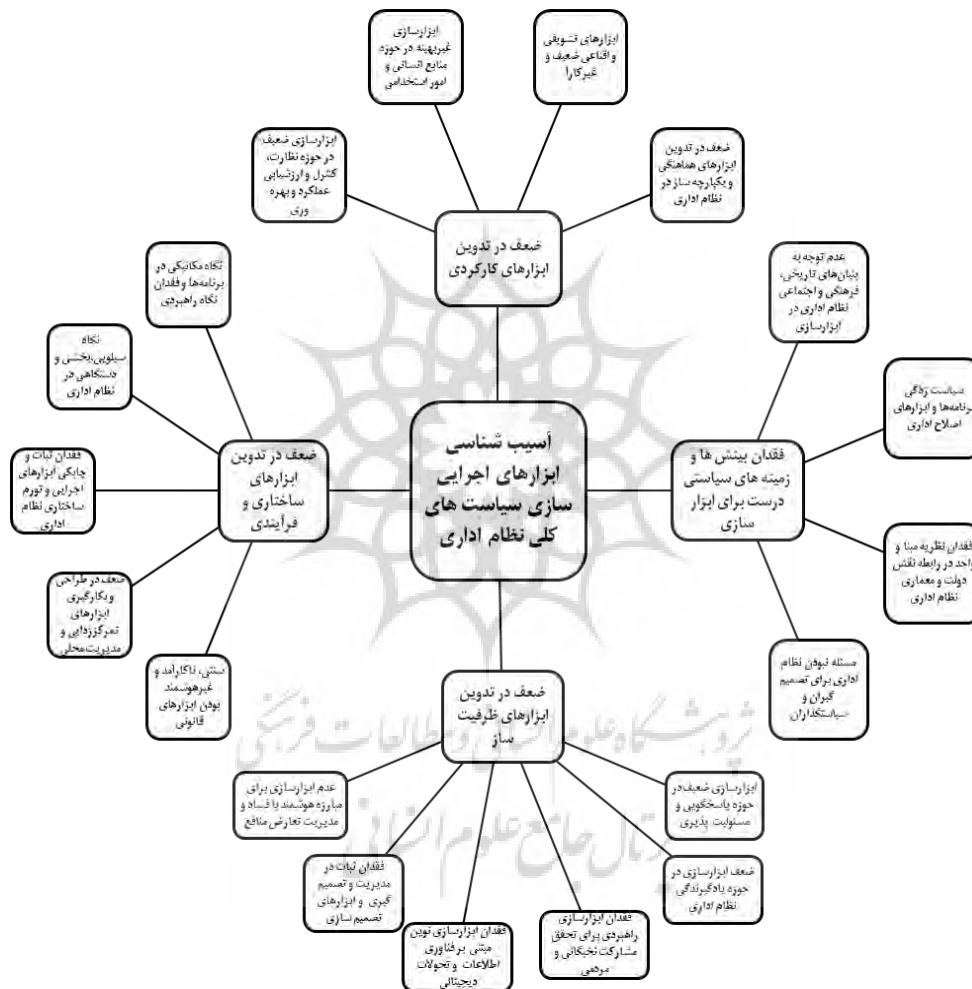 ابزارسازی
غیربهینه در حوزه
منابع انسانی و
امور استخدامی
ابزارهای تشویقی
و اقناعی ضعیف و
غیرکارآ
ابزارسازی ضعیف
در حوزه نظارت،
کنترل و ارزشیابی
عملکرد و بهره
وری
ضعف در تدوین
ابزارهای هماهنگی
و یکپارچه ساز در
نظام اداری
ضعف در تدوین
ابزارهای کارکردی
عدم توجه به
بنیان‌های تاریخی،
فرهنگی و اجتماعی
نظام اداری در
ابزارسازی
سیاست زدگی
برنامه‌ها و ابزارهای
اصلاح اداری
فقدان بینش ها و
زمینه های سیاستی
درست برای ابزار
سازی
فقدان نظریه مبنا و
واحد در رابطه نقش
دولت و معماری
نظام اداری
مسئله نبودن نظام
اداری برای تصمیم
گیران و
سیاستگذاران
آسیب شناسی
ابزارهای اجرایی
سازی سیاست های
کلی نظام اداری
نگاه مکانیکی در
برنامه‌ها و فقدان
نگاه راهبردی
نگاه
سیلویی،بخشی و
دستگاهی در
نظام اداری
ضعف در تدوین
ابزارهای
ساختاری و
فرآیندی
فقدان ثبات و
چابکی ابزارهای
اجرایی و تورم
ساختاری نظام
اداری
ضعف در طراحی
و بکارگیری
ابزارهای
تمرکززدایی و
مدیریت محلی
سنتی، ناکارآمد و
غیرهوشمند
بودن ابزارهای
قانونی
ضعف در تدوین
ابزارهای ظرفیت
ساز
ابزارسازی ضعیف در
حوزه پاسخگویی و
مسئولیت پذیری
ضعف ابزارسازی در
حوزه یادگیرندگی
نظام اداری
فقدان ابزارسازی
راهبردی برای تحقق
مشارکت نخبگانی و
مردمی
فقدان ابزارسازی نوین
مبتنی بر فناوری
اطلاعات و تحولات
دیجیتالی
فقدان ثبات در
مدیریت و تصمیم
گیری و ابزارهای
تصمیم سازی
عدم ابزارسازی برای
مبارزه هوشمند با فساد و
مدیریت تعارض منافع
پژوهشگاه علوم انسانی و مطالعات فرهنگی
پرتال جامع علوم انسانی